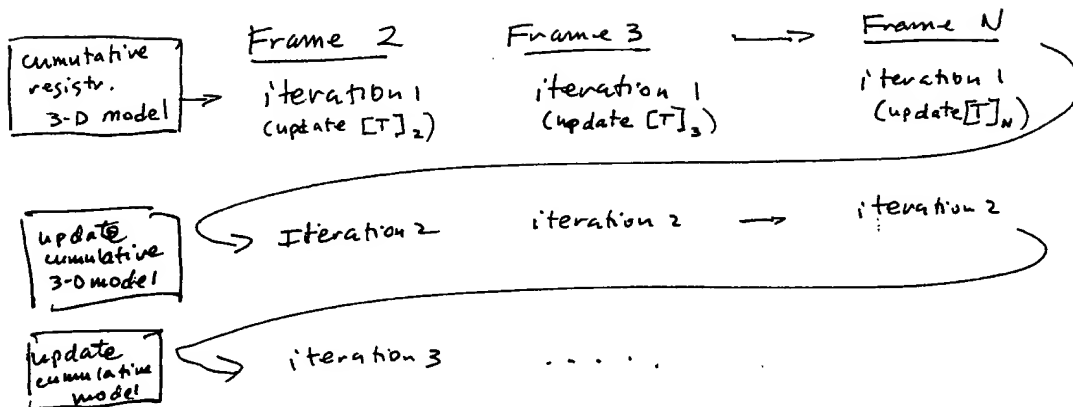 cumutative
registr.
3-D model
Frame 2
Frame 3
Frame N
iteration 1
(update [T]₂)
iteration 1
(update [T]₃)
iteration 1
(update [T]N)
update
cumulative
3-D model
Iteration 2
iteration 2
iteration 2
update
cumulative
model
iteration 3
. . . . .